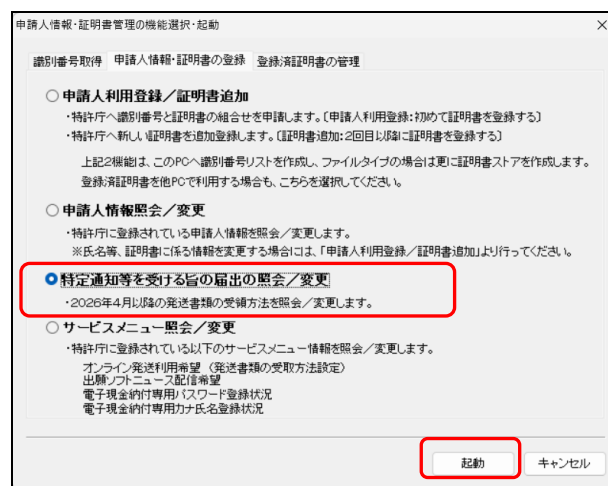 申請人情報・証明書管理の機能選択・起動
識別番号取得 申請人情報・証明書の登録 登録済証明書の管理
申請人利用登録／証明書追加
・特許庁へ識別番号と証明書の組合せを申請します。〔申請人利用登録：初めて証明書を登録する〕
・特許庁へ新しい証明書を追加登録します。〔証明書追加：2回目以降に証明書を登録する〕
上記2機能は、このPCへ識別番号リストを作成し、ファイルタイプの場合は更に証明書ストアを作成します。
登録済証明書を他PCで利用する場合も、こちらを選択してください。
申請人情報照会／変更
・特許庁に登録されている申請人情報を照会／変更します。
※氏名等、証明書に係る情報を変更する場合には、「申請人利用登録／証明書追加」より行ってください。
特定通知等を受ける旨の届出の照会／変更
・2026年4月以降の発送書類の受領方法を照会／変更します。
サービスメニュー照会／変更
・特許庁に登録されている以下のサービスメニュー情報を照会／変更します。
オンライン発送利用希望（発送書類の受取方法設定）
出願ソフトニュース配信希望
電子現金納付専用パスワード登録状況
電子現金納付専用カナ氏名登録状況
起動 キャンセル